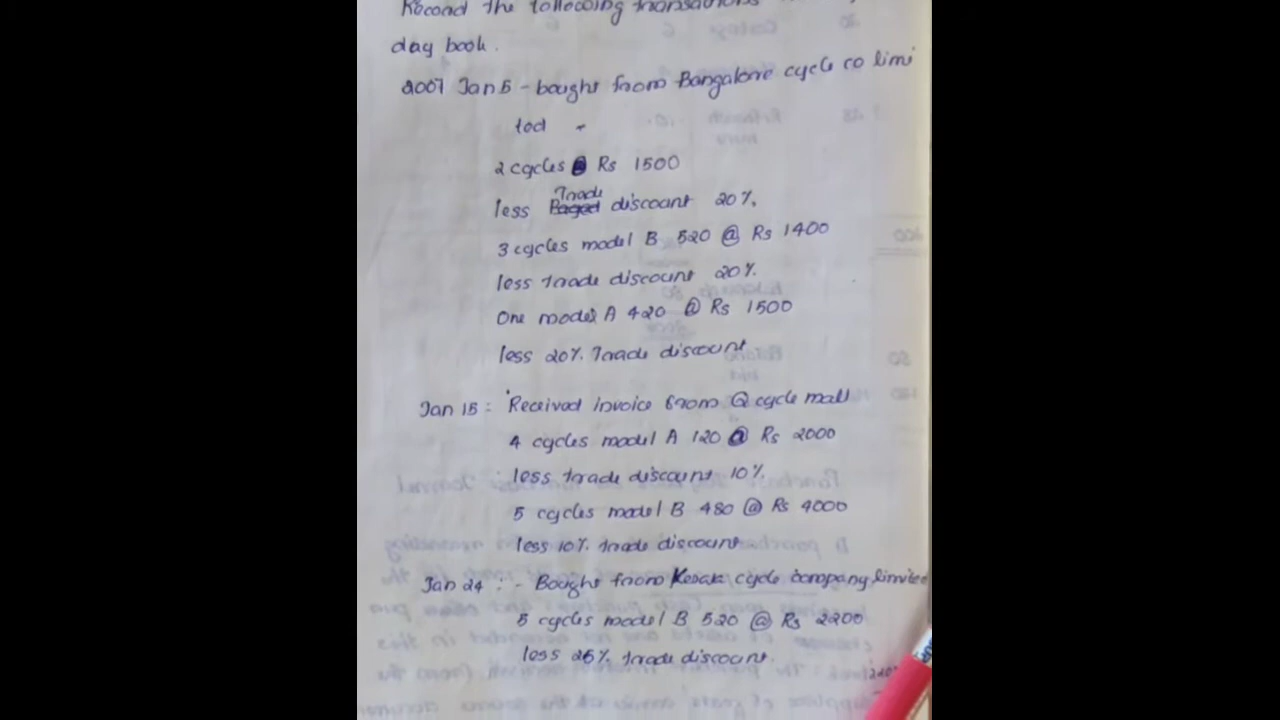 Record the following transactions
day book.
2007 Jan 5 - bought from Bangalore cycle co limi
ted -
2 cycles @ Rs 1500
less Trade discount 20%.
3 cycles model B 520 @ Rs 1400
less trade discount 20%.
One model A 420 @ Rs 1500
less 20%. Trade discount
Jan 15 : Received invoice from Q cycle mall
4 cycles model A 120 @ Rs 2000
less trade discount 10%.
5 cycles model B 480 @ Rs 4000
less 10%. trade discount
Jan 24 : - Bought from cycle company limited
5 cycles model B 520 @ Rs 2200
less 25%. trade discount.